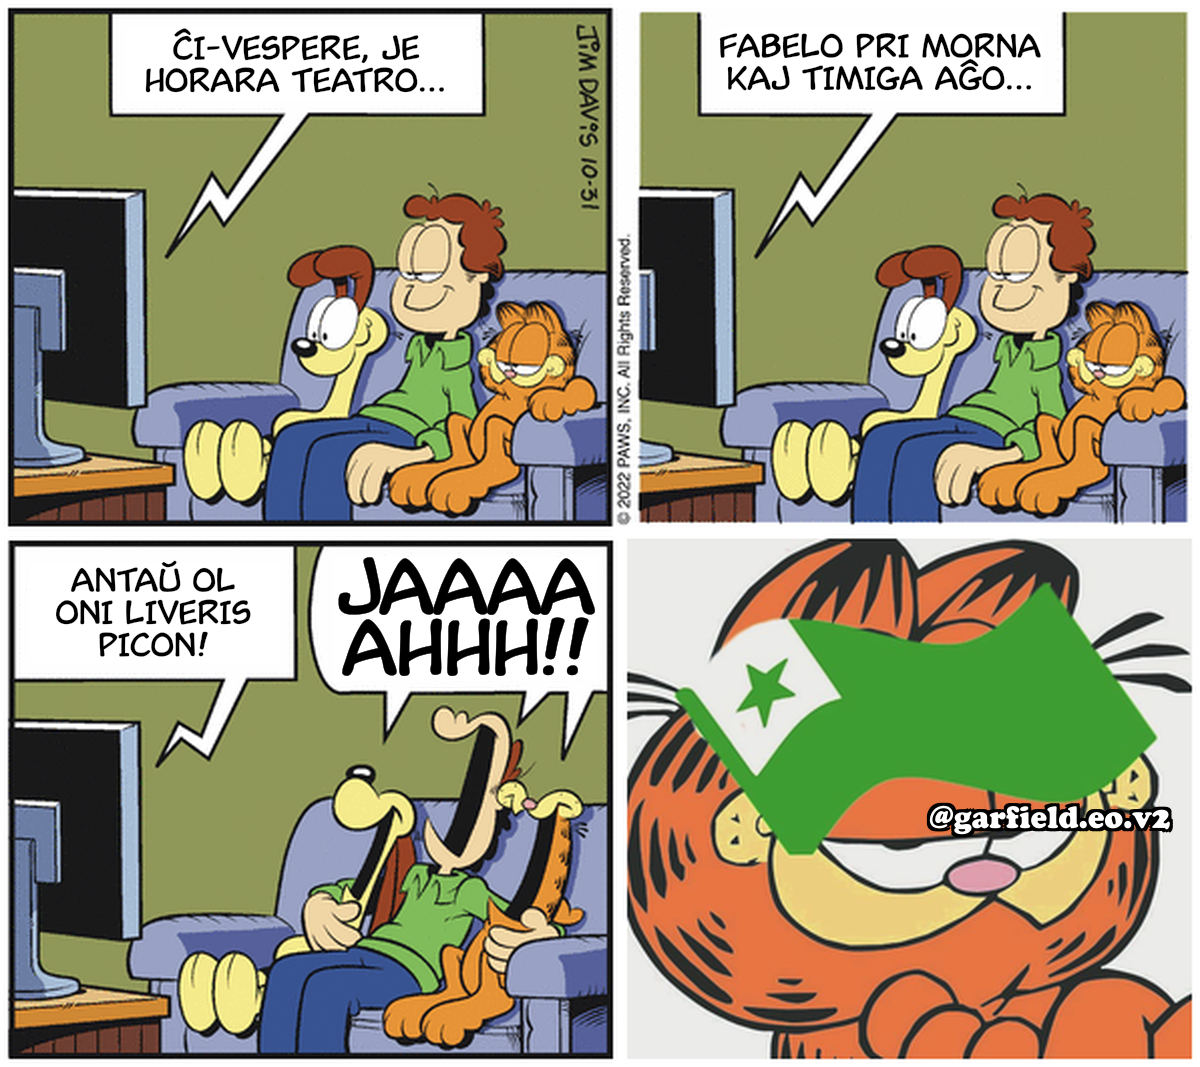 ĈI-VESPERE, JE
HORARA TEATRO...
JIM DAVIS 10-31
© 2022 PAWS, INC. All Rights Reserved.
FABELO PRI MORNA
KAJ TIMIGA AĜO...
ANTAŬ OL
ONI LIVERIS
PICON!
JAAAA
AHHH!!
@garfield.eo.v2